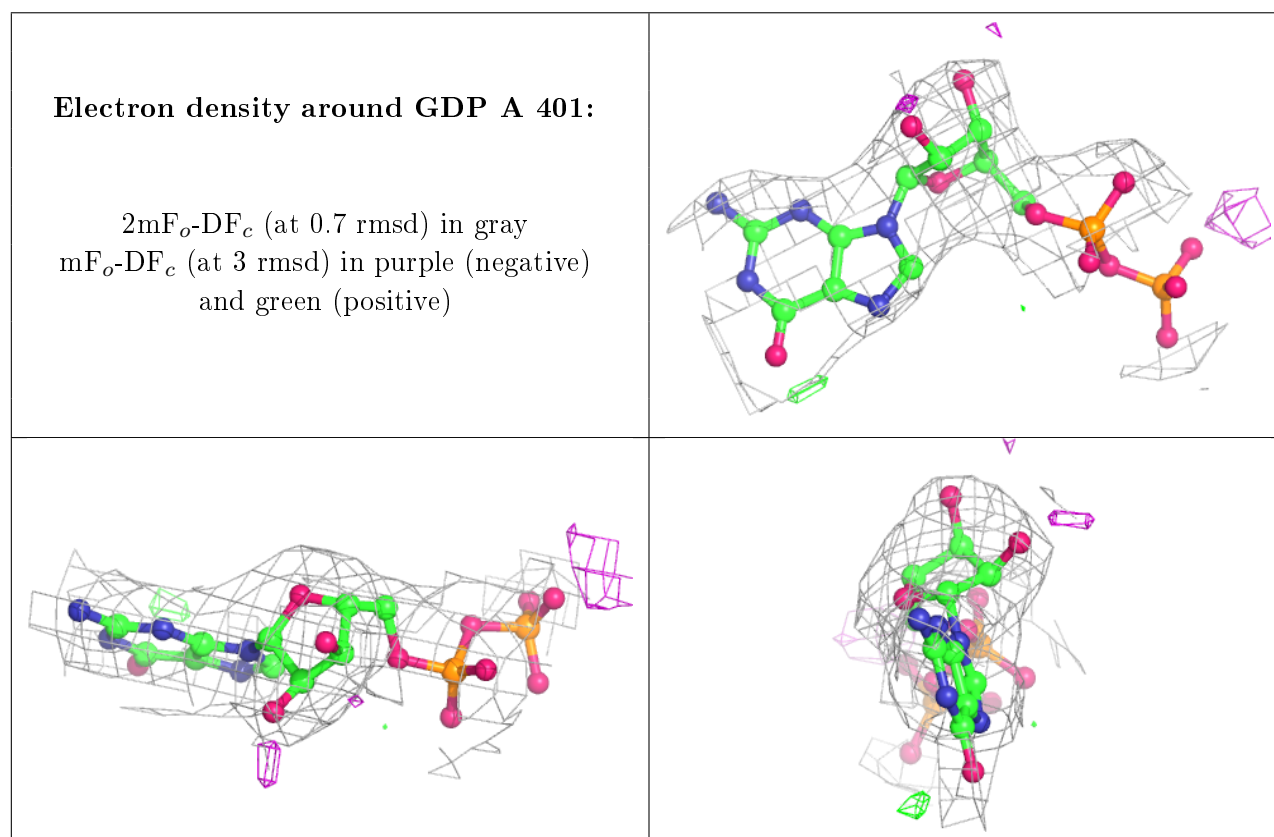 Electron density around GDP A 401:
2mFo-DFc (at 0.7 rmsd) in gray
mFo-DFc (at 3 rmsd) in purple (negative)
and green (positive)